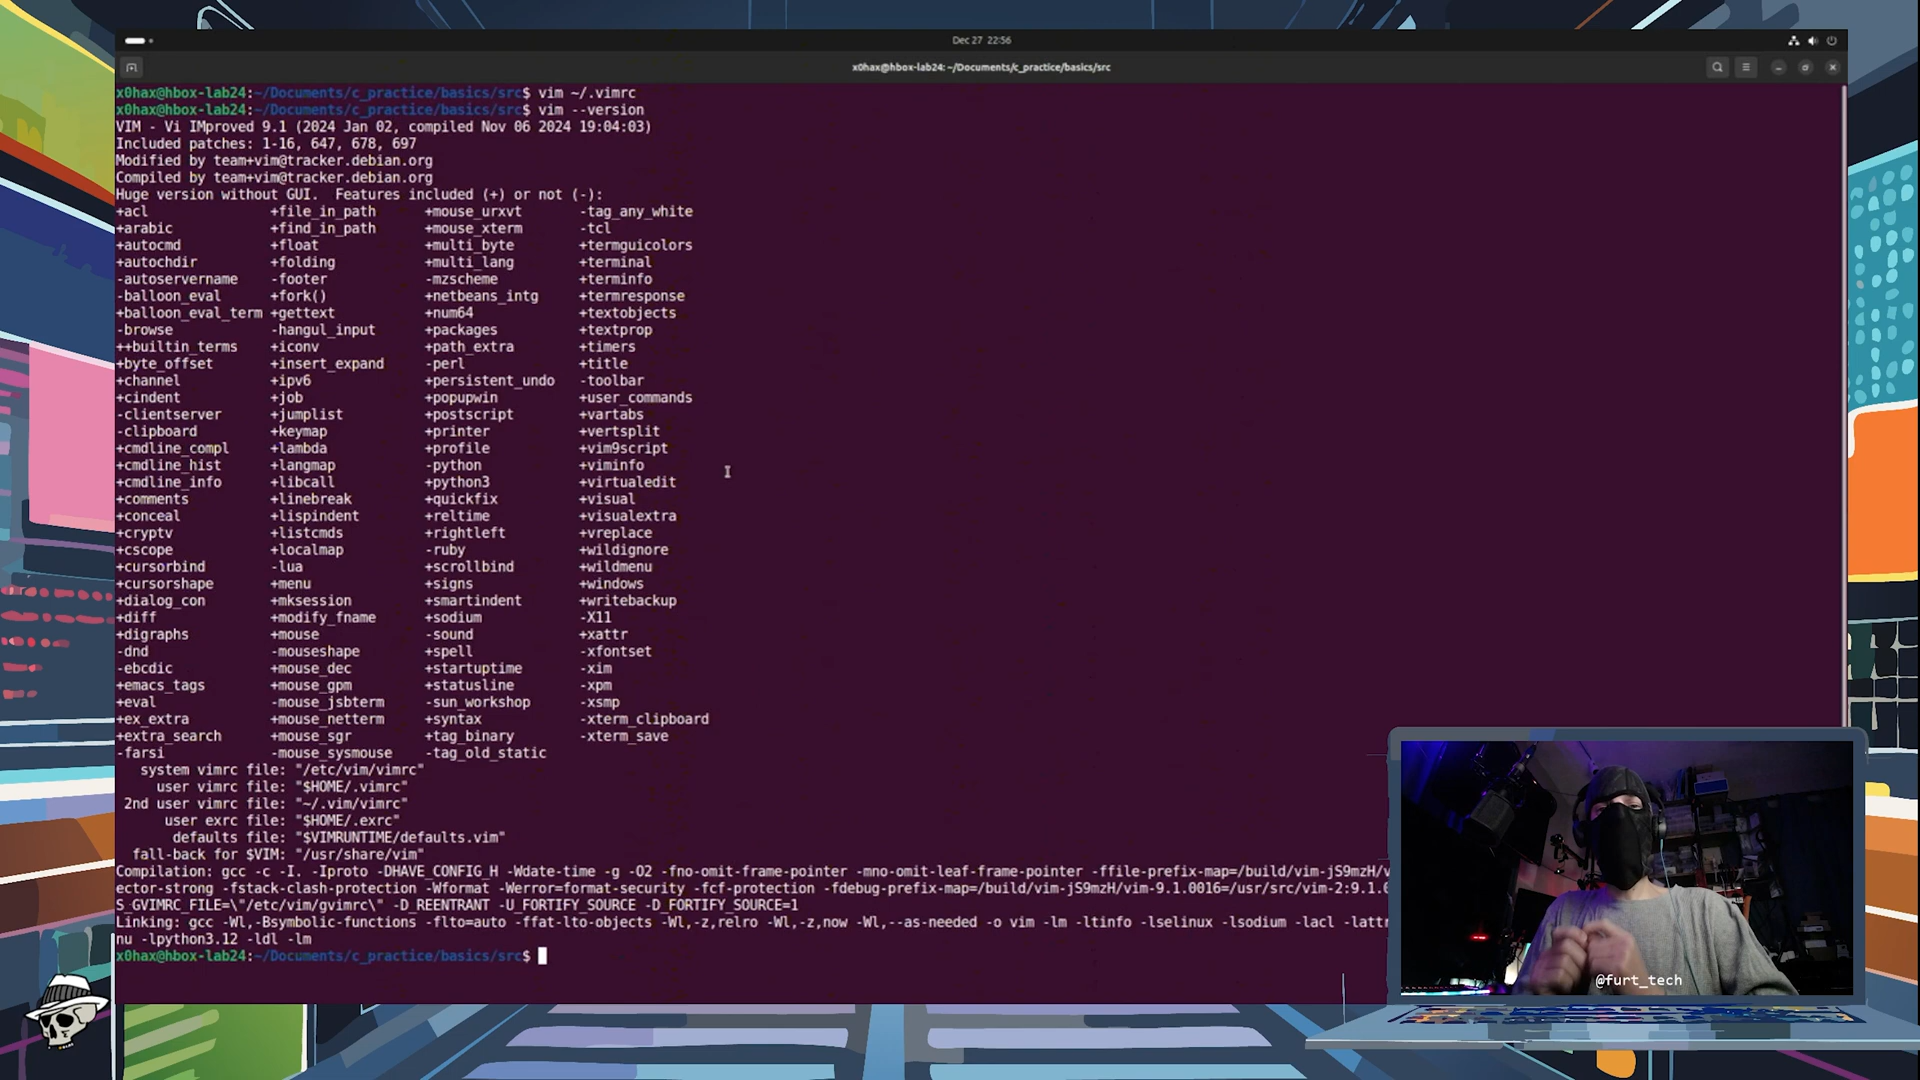 Dec 27 22:56
x0hax@hbox-lab24: ~/Documents/c_practice/basics/src
x0hax@hbox-lab24:~/Documents/c_practice/basics/src$ vim ~/.vimrc
x0hax@hbox-lab24:~/Documents/c_practice/basics/src$ vim --version
VIM - Vi IMproved 9.1 (2024 Jan 02, compiled Nov 06 2024 19:04:03)
Included patches: 1-16, 647, 678, 697
Modified by team+vim@tracker.debian.org
Compiled by team+vim@tracker.debian.org
Huge version without GUI.  Features included (+) or not (-):
+acl +file_in_path +mouse_urxvt -tag_any_white
+arabic +find_in_path +mouse_xterm -tcl
+autocmd +float +multi_byte +termguicolors
+autochdir +folding +multi_lang +terminal
-autoservername -footer -mzscheme +terminfo
-balloon_eval +fork() +netbeans_intg +termresponse
+balloon_eval_term +gettext +num64 +textobjects
-browse -hangul_input +packages +textprop
++builtin_terms +iconv +path_extra +timers
+byte_offset +insert_expand -perl +title
+channel +ipv6 +persistent_undo -toolbar
+cindent +job +popupwin +user_commands
-clientserver +jumplist +postscript +vartabs
-clipboard +keymap +printer +vertsplit
+cmdline_compl +lambda +profile +vim9script
+cmdline_hist +langmap -python +viminfo
+cmdline_info +libcall +python3 +virtualedit
+comments +linebreak +quickfix +visual
+conceal +lispindent +reltime +visualextra
+cryptv +listcmds +rightleft +vreplace
+cscope +localmap -ruby +wildignore
+cursorbind -lua +scrollbind +wildmenu
+cursorshape +menu +signs +windows
+dialog_con +mksession +smartindent +writebackup
+diff +modify_fname +sodium -X11
+digraphs +mouse -sound +xattr
-dnd -mouseshape +spell -xfontset
-ebcdic +mouse_dec +startuptime -xim
+emacs_tags +mouse_gpm +statusline -xpm
+eval -mouse_jsbterm -sun_workshop -xsmp
+ex_extra +mouse_netterm +syntax -xterm_clipboard
+extra_search +mouse_sgr +tag_binary -xterm_save
-farsi -mouse_sysmouse -tag_old_static
system vimrc file: "/etc/vim/vimrc"
user vimrc file: "$HOME/.vimrc"
2nd user vimrc file: "~/.vim/vimrc"
user exrc file: "$HOME/.exrc"
defaults file: "$VIMRUNTIME/defaults.vim"
fall-back for $VIM: "/usr/share/vim"
Compilation: gcc -c -I. -Iproto -DHAVE_CONFIG_H -Wdate-time -g -O2 -fno-omit-frame-pointer -mno-omit-leaf-frame-pointer -ffile-prefix-map=/build/vim-jS9mzH/v
ector-strong -fstack-clash-protection -Wformat -Werror=format-security -fcf-protection -fdebug-prefix-map=/build/vim-jS9mzH/vim-9.1.0016=/usr/src/vim-2:9.1.0
S_GVIMRC_FILE=\"/etc/vim/gvimrc\" -D_REENTRANT -U_FORTIFY_SOURCE -D_FORTIFY_SOURCE=1
Linking: gcc -Wl,-Bsymbolic-functions -flto=auto -ffat-lto-objects -Wl,-z,relro -Wl,-z,now -Wl,--as-needed -o vim -lm -ltinfo -lselinux -lsodium -lacl -lattr
nu -lpython3.12 -ldl -lm
x0hax@hbox-lab24:~/Documents/c_practice/basics/src$
@furt_tech